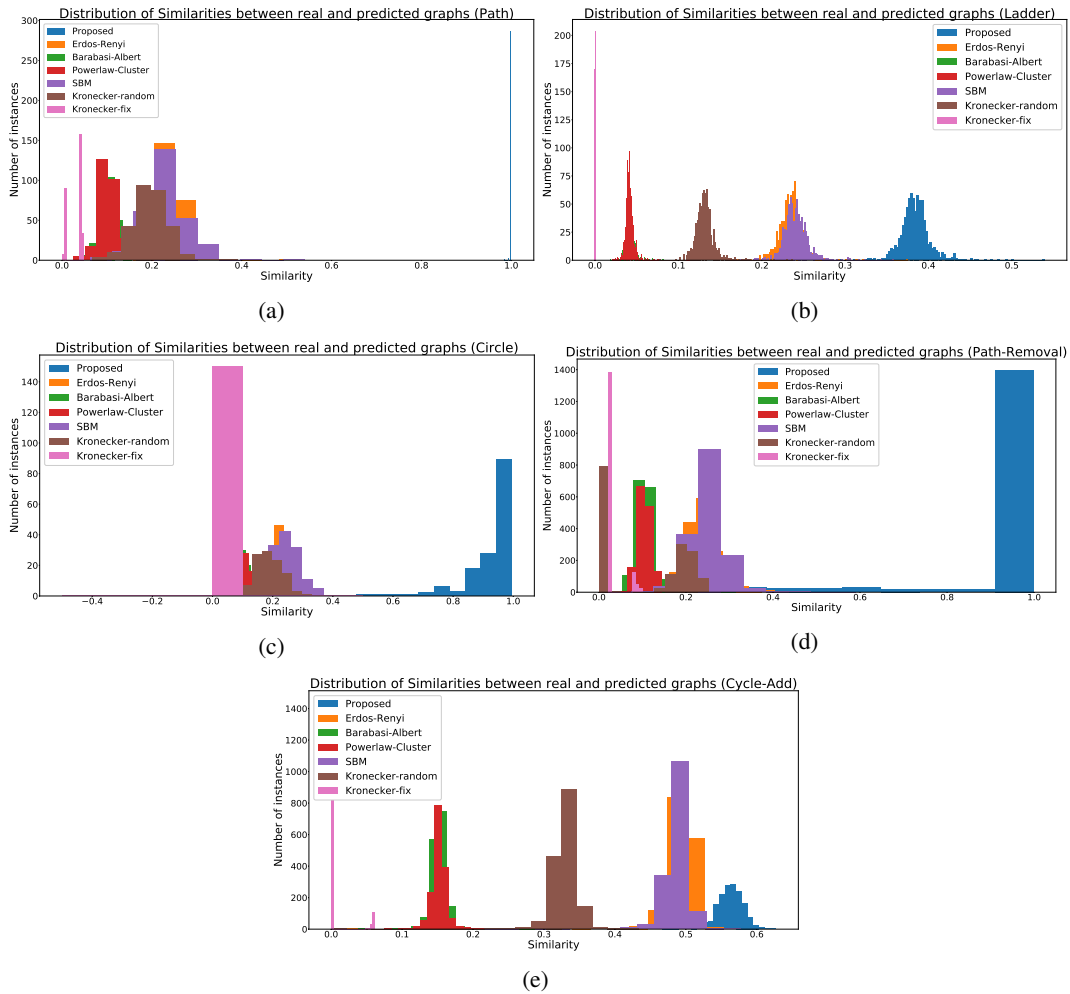 Distribution of Similarities between real and predicted graphs (Path)
300
250
200
150
100
50
0
Number of instances
Proposed
Erdos-Renyi
Barabasi-Albert
Powerlaw-Cluster
SBM
Kronecker-random
Kronecker-fix
0.0 0.2 0.4 0.6 0.8 1.0
Similarity
(a)
Distribution of Similarities between real and predicted graphs (Ladder)
200
175
150
125
100
75
50
25
0
Number of instances
Proposed
Erdos-Renyi
Barabasi-Albert
Powerlaw-Cluster
SBM
Kronecker-random
Kronecker-fix
0.0 0.1 0.2 0.3 0.4 0.5
Similarity
(b)
Distribution of Similarities between real and predicted graphs (Circle)
140
120
100
80
60
40
20
0
Number of instances
Proposed
Erdos-Renyi
Barabasi-Albert
Powerlaw-Cluster
SBM
Kronecker-random
Kronecker-fix
−0.4 −0.2 0.0 0.2 0.4 0.6 0.8 1.0
Similarity
(c)
Distribution of Similarities between real and predicted graphs (Path-Removal)
1400
1200
1000
800
600
400
200
0
Number of instances
Proposed
Erdos-Renyi
Barabasi-Albert
Powerlaw-Cluster
SBM
Kronecker-random
Kronecker-fix
0.0 0.2 0.4 0.6 0.8 1.0
Similarity
(d)
Distribution of Similarities between real and predicted graphs (Cycle-Add)
1400
1200
1000
800
600
400
200
0
Number of instances
Proposed
Erdos-Renyi
Barabasi-Albert
Powerlaw-Cluster
SBM
Kronecker-random
Kronecker-fix
0.0 0.1 0.2 0.3 0.4 0.5 0.6
Similarity
(e)